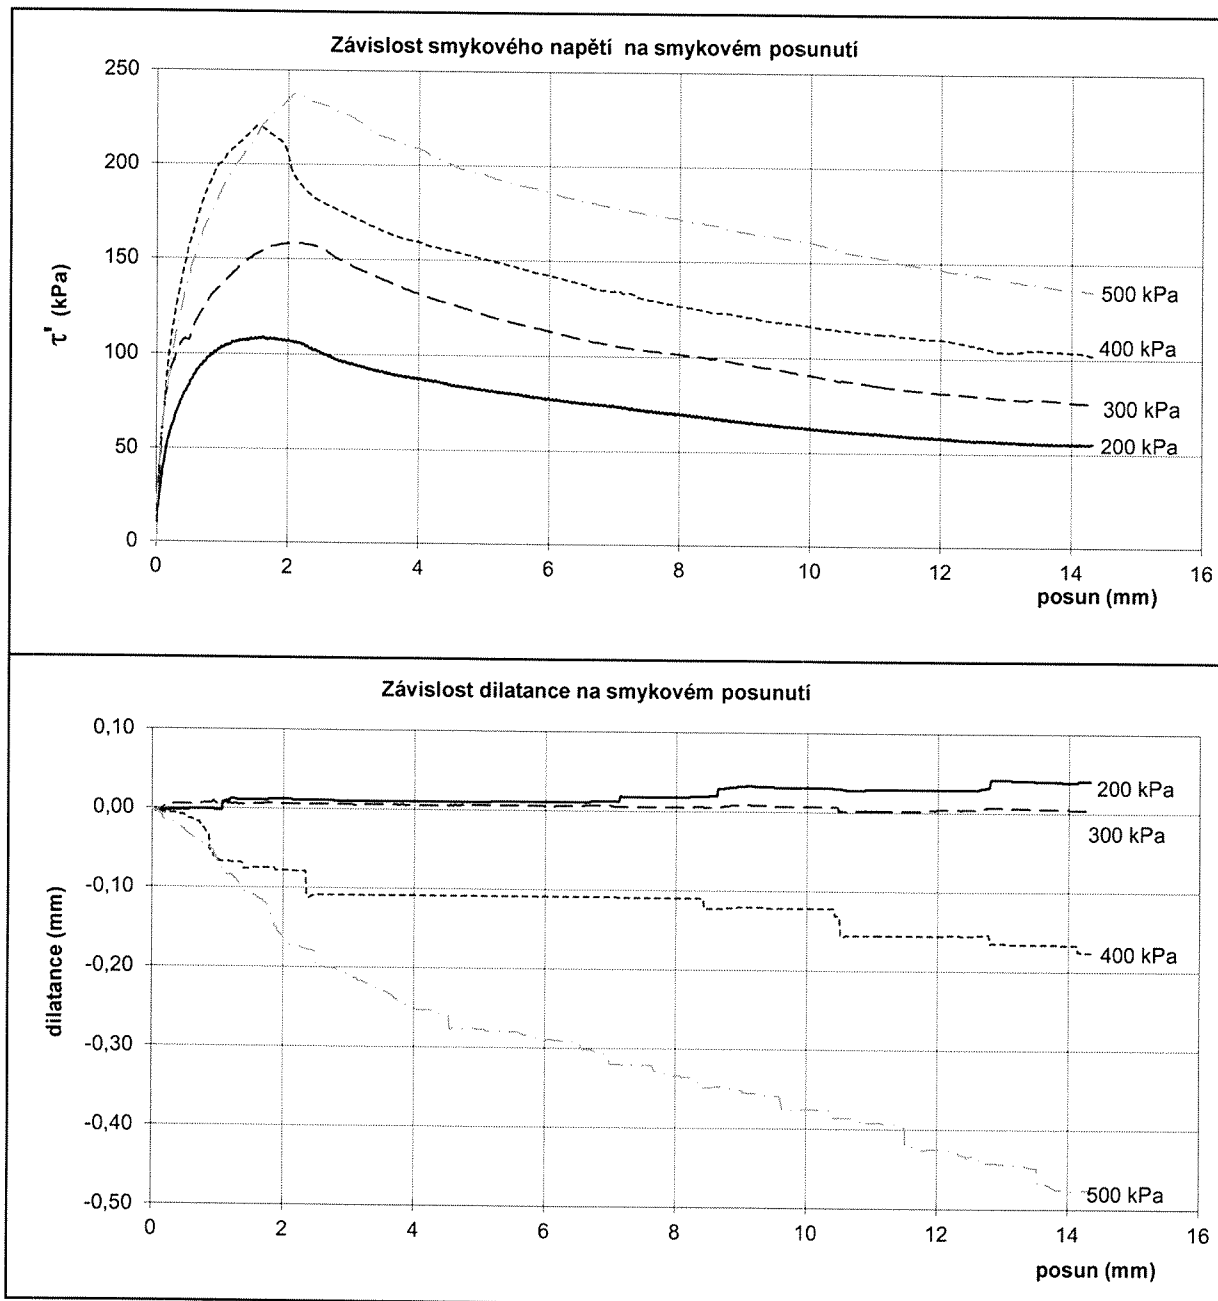 Závislost smykového napětí na smykovém posunutí
250
200
150
100
50
0
τ' (kPa)
500 kPa
400 kPa
300 kPa
200 kPa
0 2 4 6 8 10 12 14 16
posun (mm)
Závislost dilatance na smykovém posunutí
0,10
0,00
-0,10
-0,20
-0,30
-0,40
-0,50
dilatance (mm)
200 kPa
300 kPa
400 kPa
500 kPa
0 2 4 6 8 10 12 14 16
posun (mm)